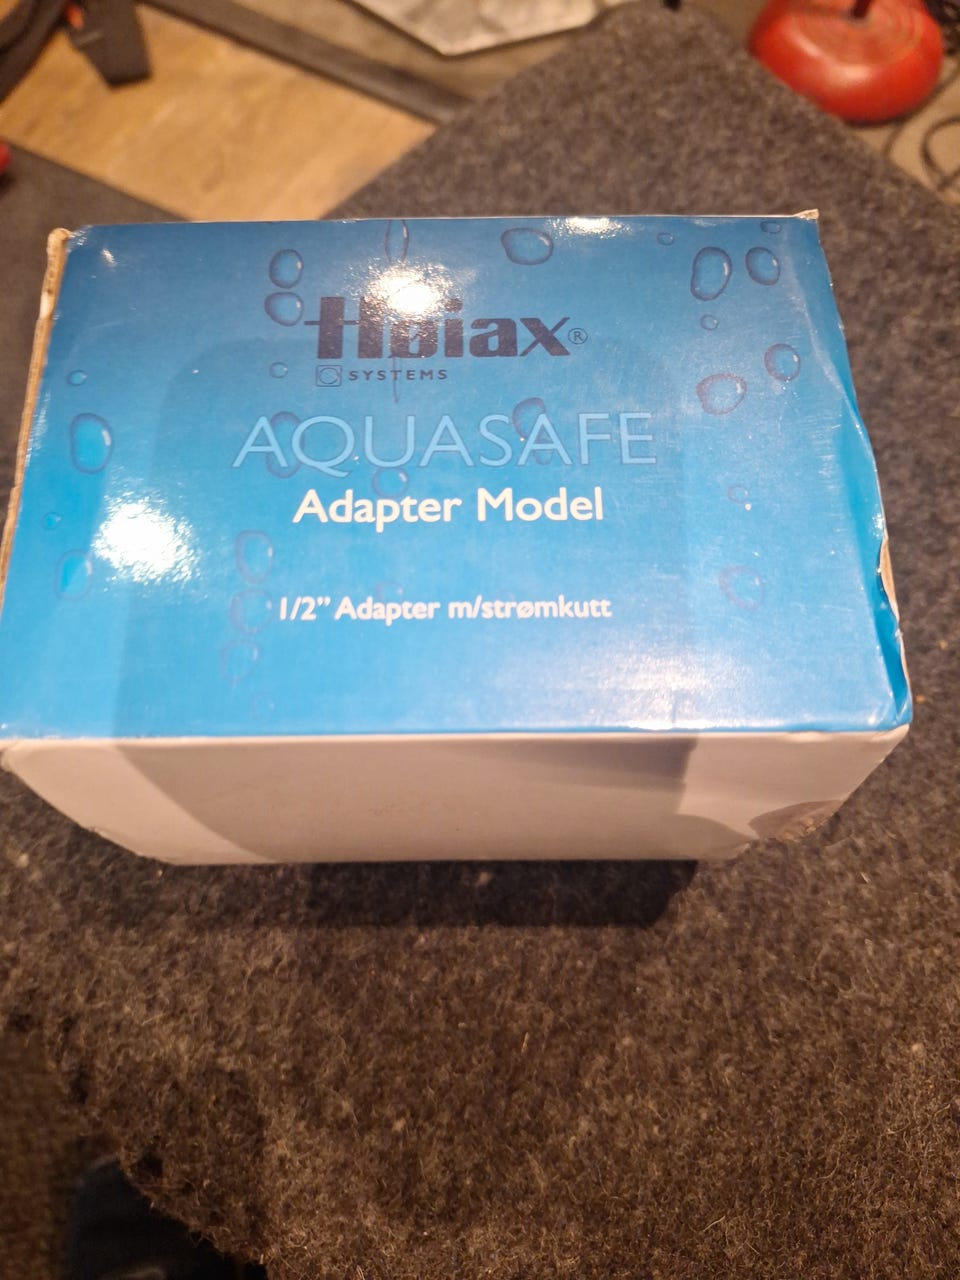 Høiax®
SYSTEMS
AQUASAFE
Adapter Model
1/2” Adapter m/strømkutt